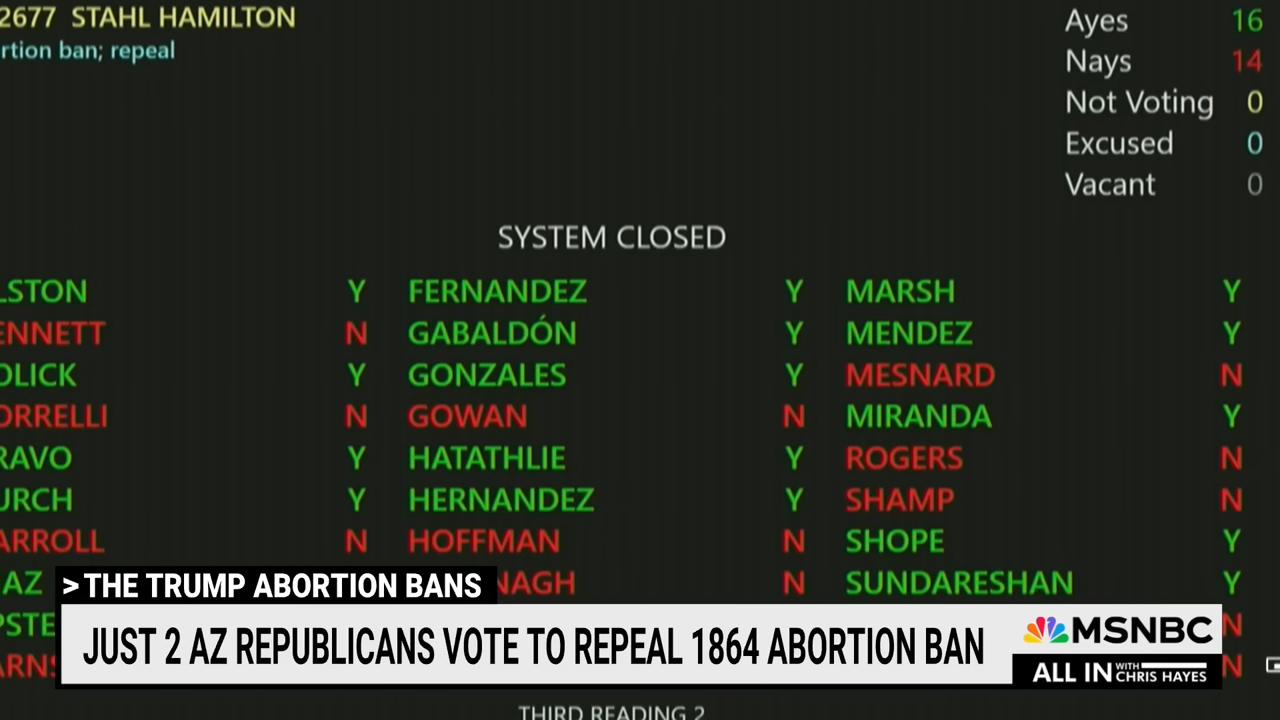 2677 STAHL HAMILTON
rtion ban; repeal
Ayes 16
Nays 14
Not Voting 0
Excused 0
Vacant 0
SYSTEM CLOSED
LSTON Y FERNANDEZ Y MARSH Y
ENNETT N GABALDÓN Y MENDEZ Y
OLICK Y GONZALES Y MESNARD N
ORRELLI N GOWAN N MIRANDA Y
RAVO Y HATATHLIE Y ROGERS N
URCH Y HERNANDEZ Y SHAMP N
ARROLL N HOFFMAN N SHOPE Y
AZ NAGH N SUNDARESHAN Y
PSTE N
ARNS N
> THE TRUMP ABORTION BANS
JUST 2 AZ REPUBLICANS VOTE TO REPEAL 1864 ABORTION BAN
MSNBC
ALL IN WITH CHRIS HAYES
THIRD READING 2